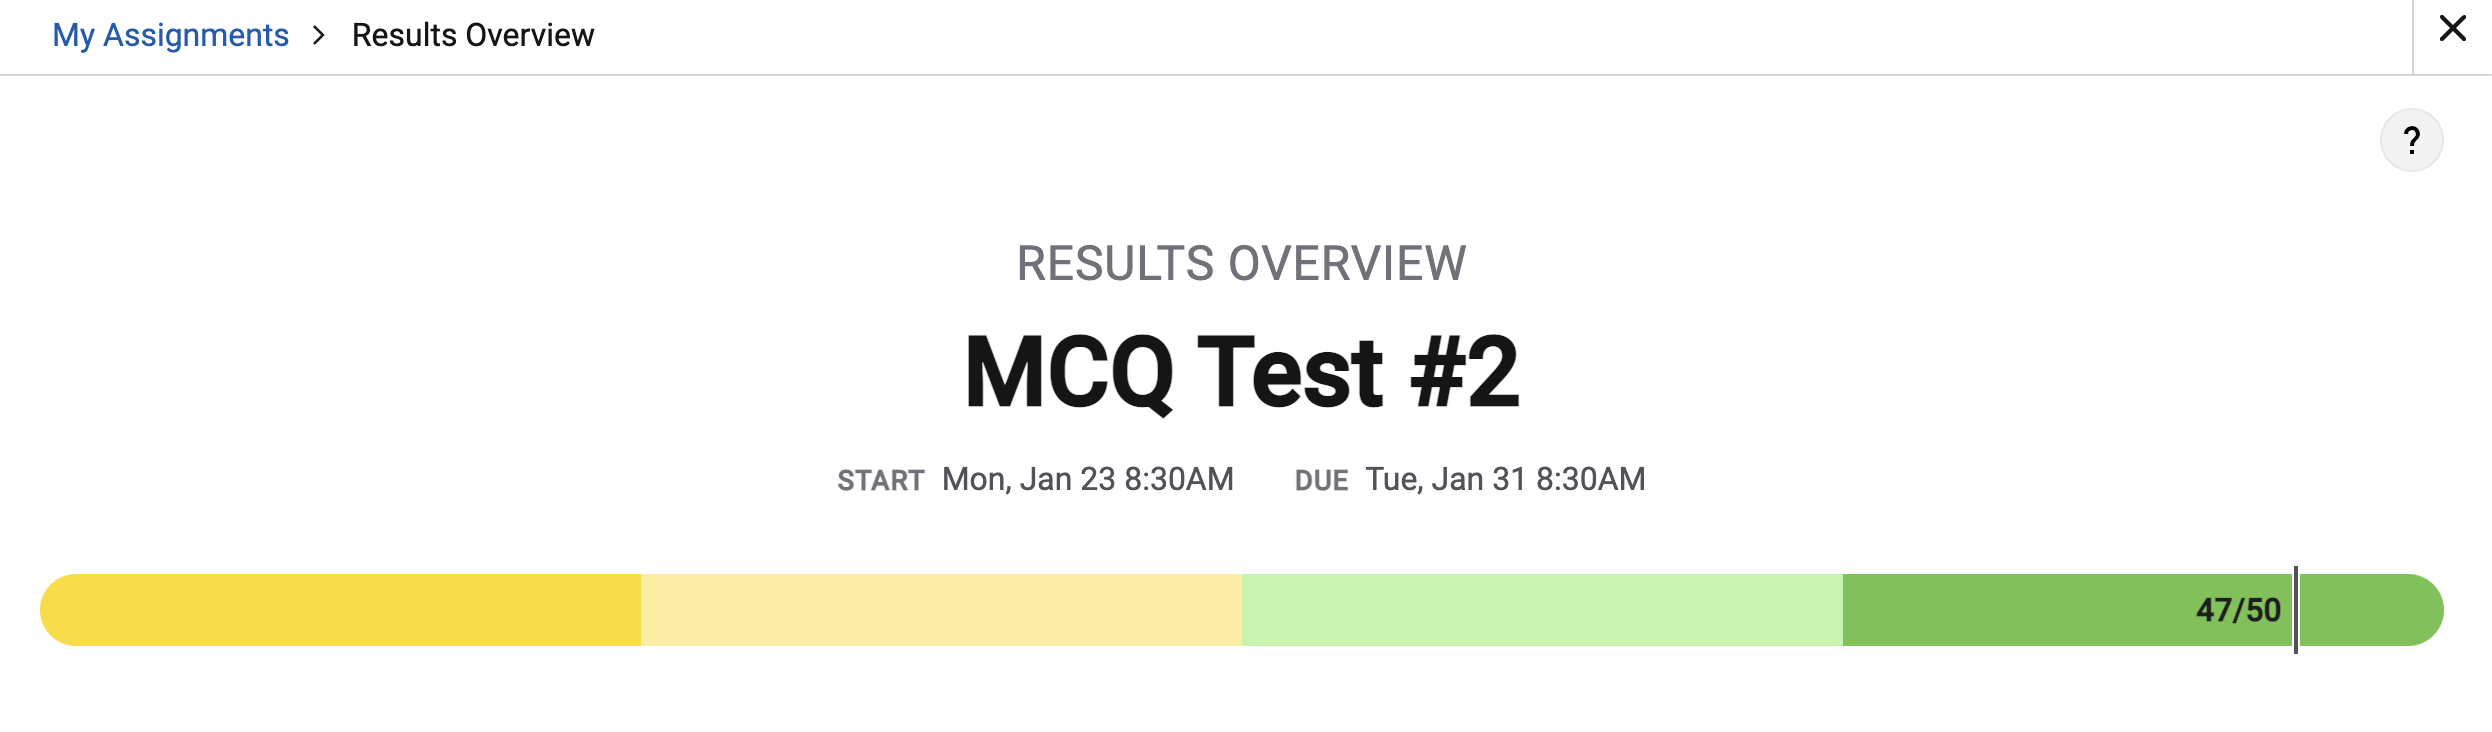 My Assignments > Results Overview
?
RESULTS OVERVIEW
MCQ Test #2
START Mon, Jan 23 8:30AM DUE Tue, Jan 31 8:30AM
47/50